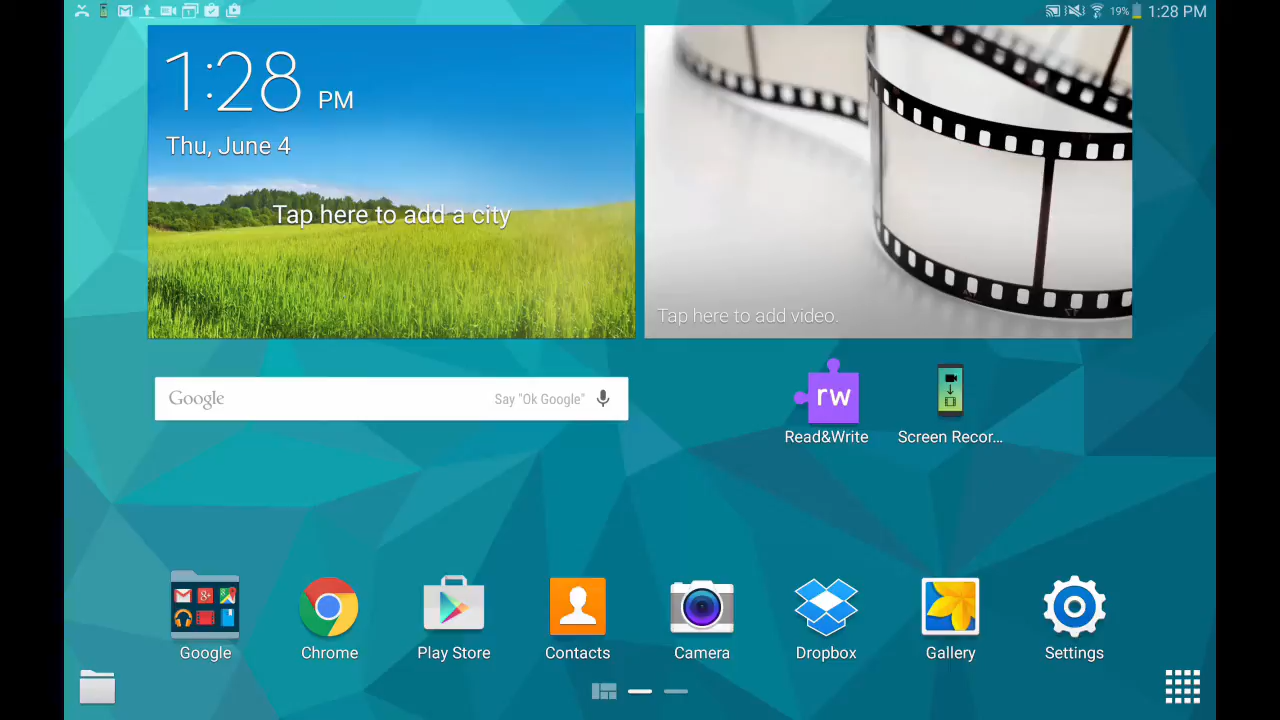 19% 1:28 PM
1:28 PM
Thu, June 4
Tap here to add a city
Tap here to add video.
Google Say "Ok Google"
rw
Read&Write Screen Recor...
Google Chrome Play Store Contacts Camera Dropbox Gallery Settings